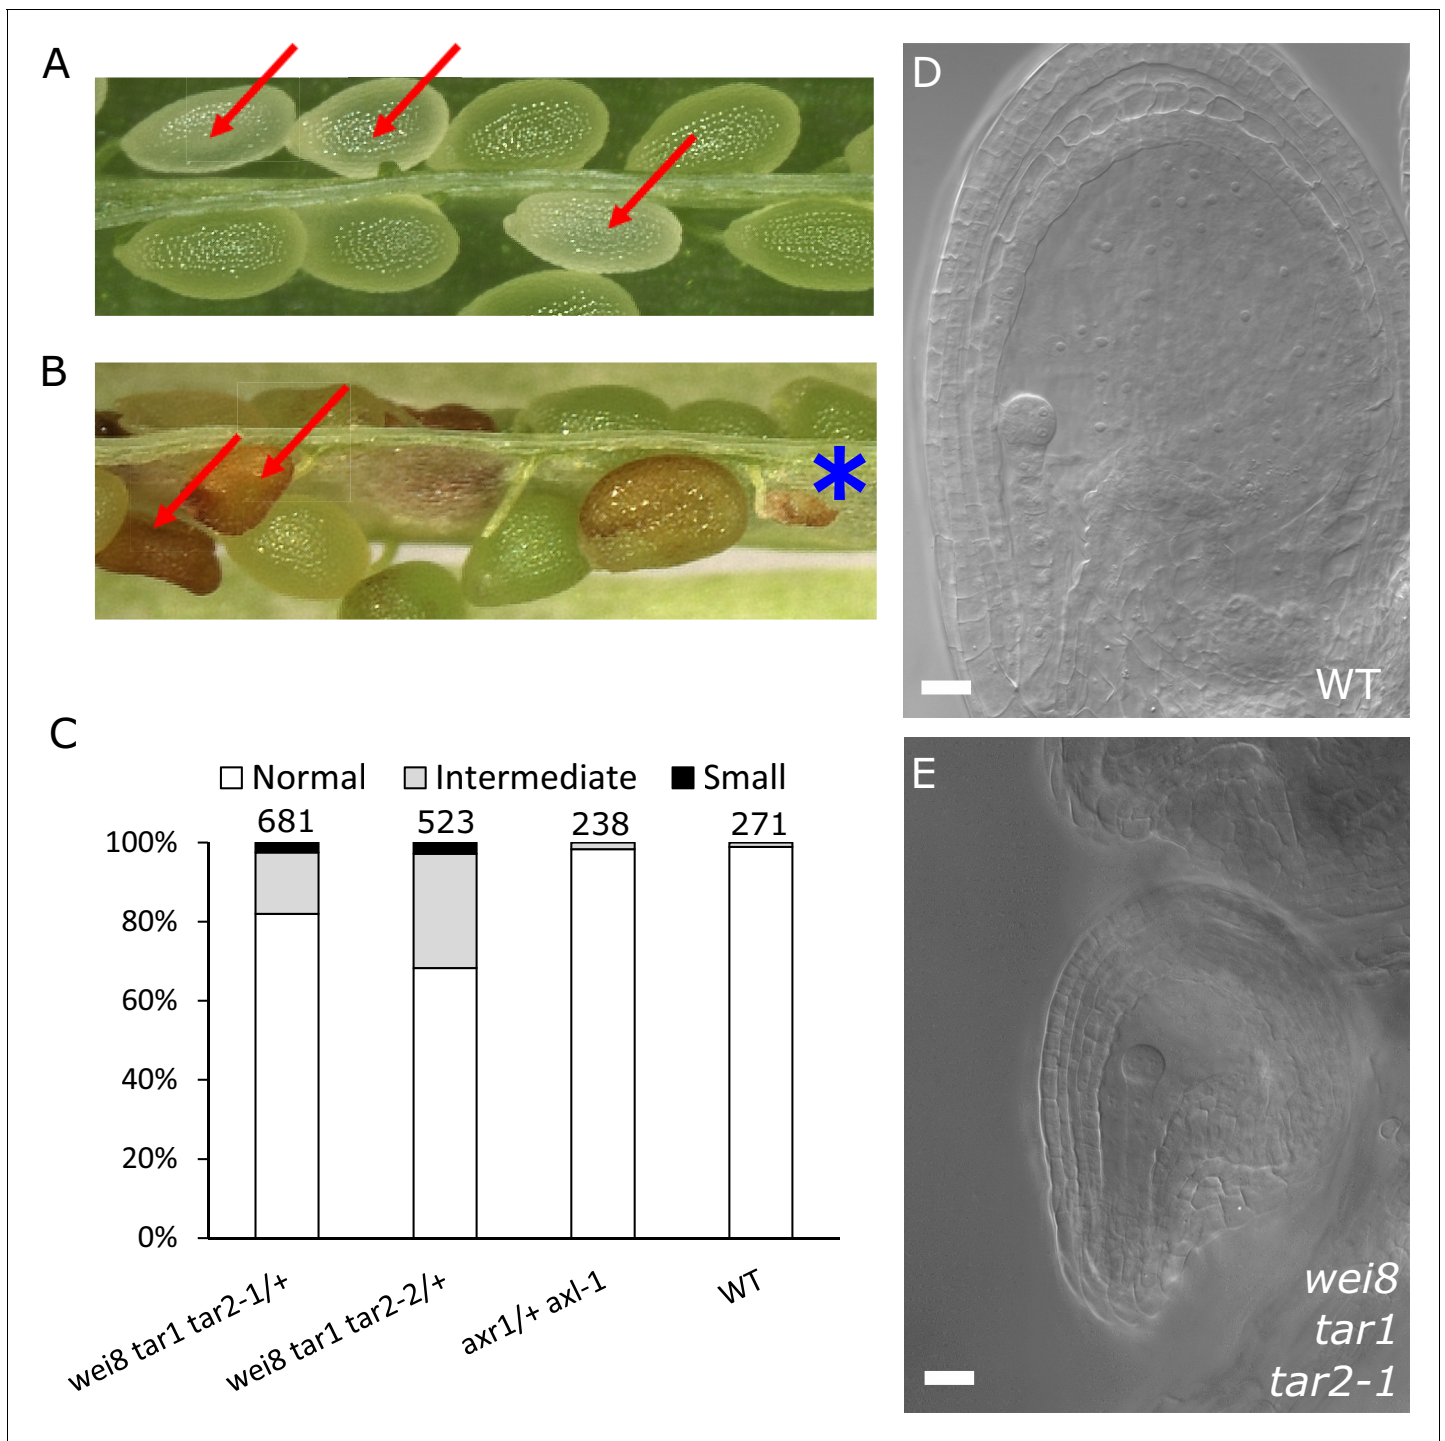 A
B
C
Normal Intermediate Small
681 523 238 271
100%
80%
60%
40%
20%
0%
wei8 tar1 tar2-1/+
wei8 tar1 tar2-2/+
axr1/+ axl-1
WT
D
WT
E
wei8
tar1
tar2-1